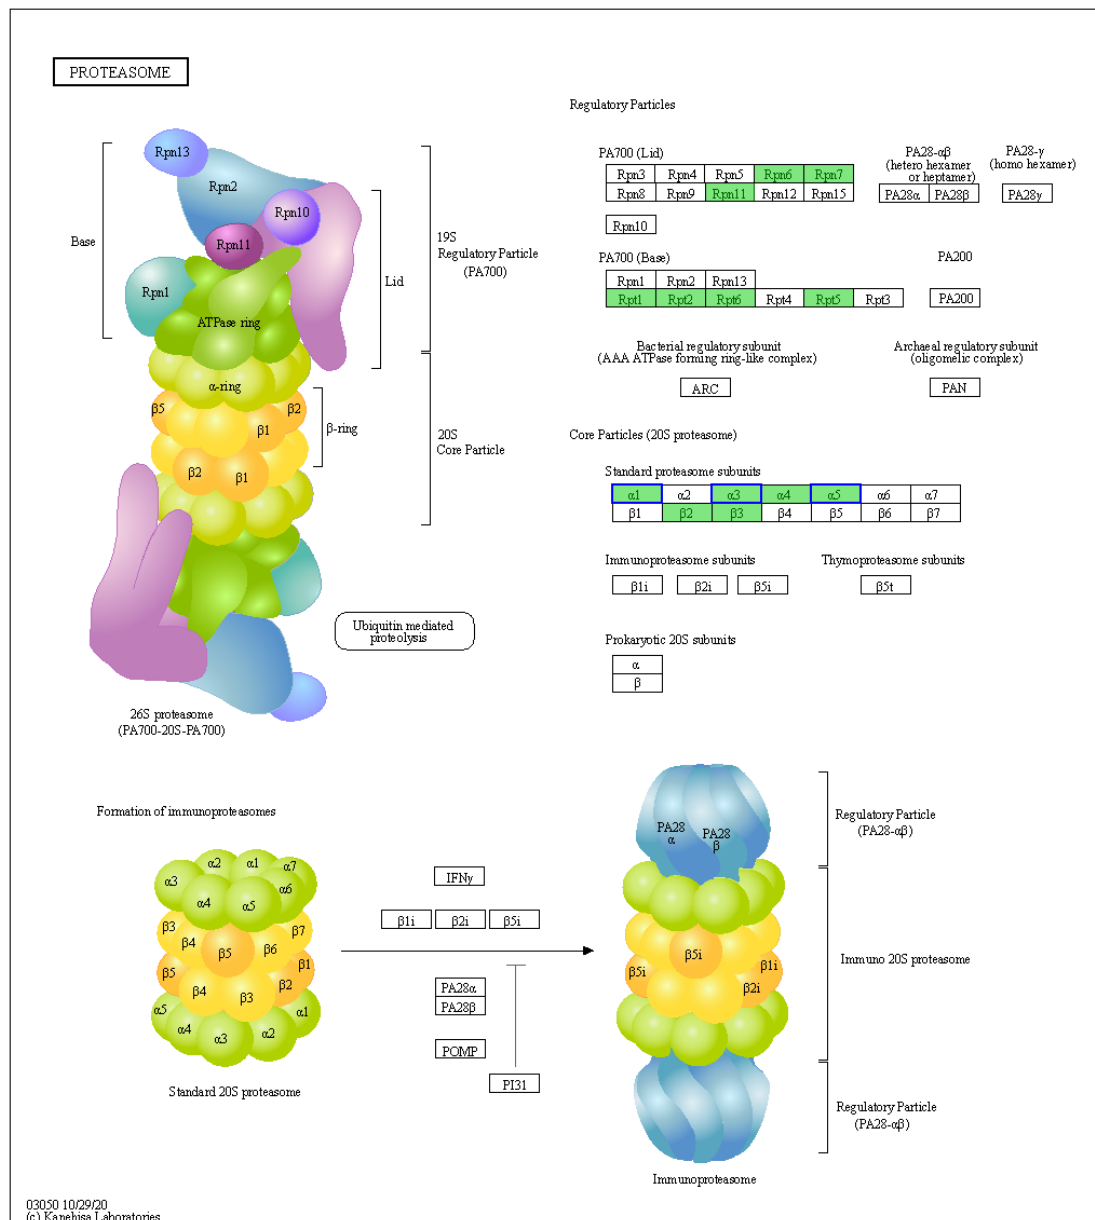 PROTEASOME
Rpn13
Rpn2
Rpn10
Rpn11
Rpn1
Base
Lid
ATPase ring
α-ring
β5
β2
β1
β2
β1
β-ring
19S
Regulatory Particle
(PA700)
20S
Core Particle
Ubiquitin mediated
proteolysis
26S proteasome
(PA700-20S-PA700)
Regulatory Particles
PA700 (Lid)
Rpn3 Rpn4 Rpn5 Rpn6 Rpn7
Rpn8 Rpn9 Rpn11 Rpn12 Rpn15
Rpn10
PA28-αβ
(hetero hexamer
or heptamer)
PA28α PA28β
PA28-γ
(homo hexamer)
PA28γ
PA700 (Base)
Rpn1 Rpn2 Rpn13
Rpt1 Rpt2 Rpt6 Rpt4 Rpt5 Rpt3
PA200
PA200
Bacterial regulatory subunit
(AAA ATPase forming ring-like complex)
ARC
Archaeal regulatory subunit
(oligomelic complex)
PAN
Core Particles (20S proteasome)
Standard proteasome subunits
α1 α2 α3 α4 α5 α6 α7
β1 β2 β3 β4 β5 β6 β7
Immunoproteasome subunits
β1i β2i β5i
Thymoproteasome subunits
β5t
Prokaryotic 20S subunits
α
β
Formation of immunoproteasomes
α2 α1 α7
α3 α6
α4 α5
β3 β7
β4 β5 β6
β5 β1
β4 β3 β2
α5 α1
α4 α3 α2
Standard 20S proteasome
IFNγ
β1i β2i β5i
PA28α
PA28β
POMP
PI31
PA28
α
PA28
β
β5i
β5i
β1i
β2i
Regulatory Particle
(PA28-αβ)
Immuno 20S proteasome
Regulatory Particle
(PA28-αβ)
Immunoproteasome
03050 10/29/20
(c) Kanehisa Laboratories